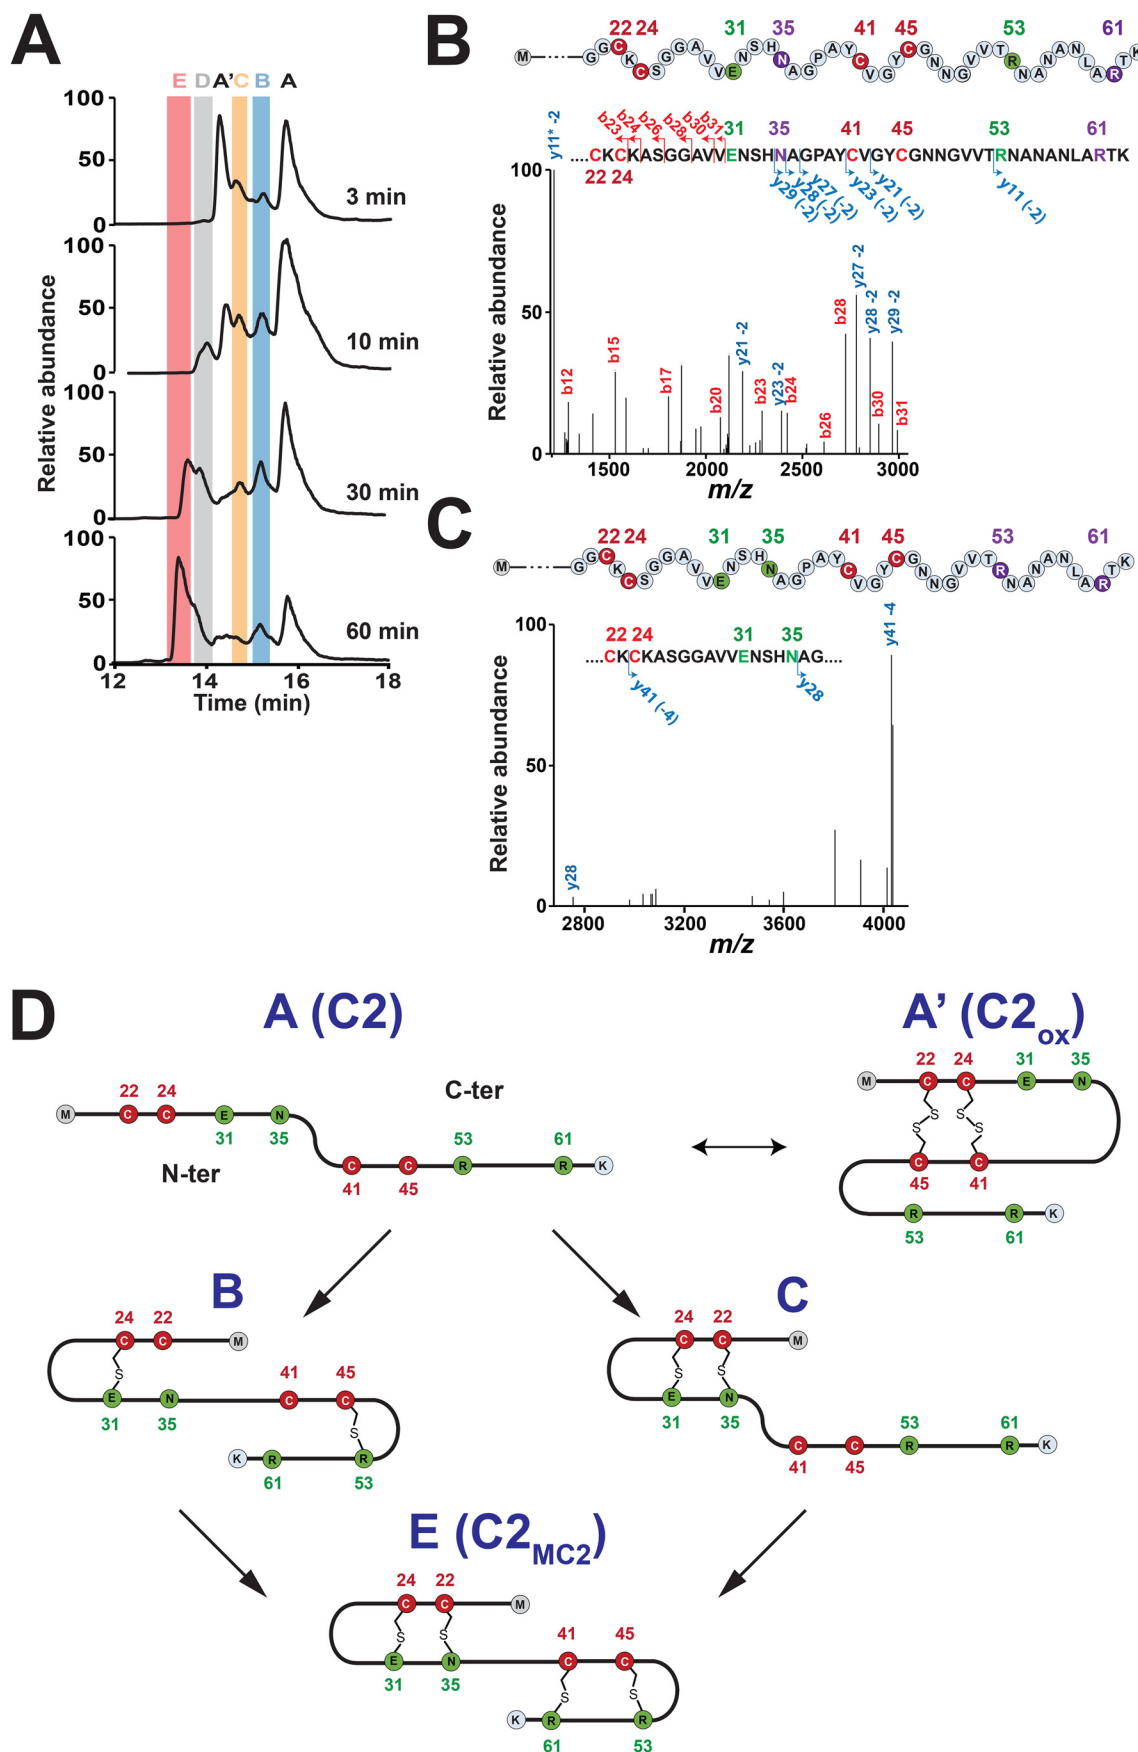 A
E D A' C B A
100
50
0
3 min
100
50
0
10 min
100
50
0
30 min
100
50
0
60 min
12 14 16 18
Time (min)
Relative abundance
B
22 24 31 35 41 45 53 61
M G G C K C S G G A V V E N S H N A G P A Y C V G Y C G N N G V V T R N A N A N L A R T K
y11* -2
b23 b24 b26 b28 b30 b31 31 35 41 45 53 61
....CKCKASGGAVVENSHNAGPAYCVGYCGNNGVVTRNANANLARTK
22 24
y29 (-2) y28 (-2) y27 (-2) y23 (-2) y21 (-2) y11 (-2)
100
50
0
Relative abundance
b12 b15 b17 b20 y21 -2 b23 y23 -2 b24 b26 b28 y27 -2 y28 -2 b30 y29 -2 b31
1500 2000 2500 3000
m/z
C
22 24 31 35 41 45 53 61
M G G C K C S G G A V V E N S H N A G P A Y C V G Y C G N N G V V T R N A N A N L A R T K
22 24 31 35
....CKCKASGGAVVENSHNAG....
y41 (-4) y28
100
50
0
Relative abundance
y28
y41 -4
2800 3200 3600 4000
m/z
D
A (C2)
C-ter
N-ter
22 24
M C C E N
31 35
53 61
C C R R K
41 45
A' (C2ox)
22 24 31 35
M C C E N
S S
S S
C C
45 41
R R K
53 61
B
24 22
C C M
S
41 45
E N C C
31 35
S
K R R
61 53
C
24 22
C C M
S S
E N
31 35
53 61
C C R R K
41 45
E (C2MC2)
24 22
C C M
S S
41 45
E N C C
31 35
S S
K R R
61 53